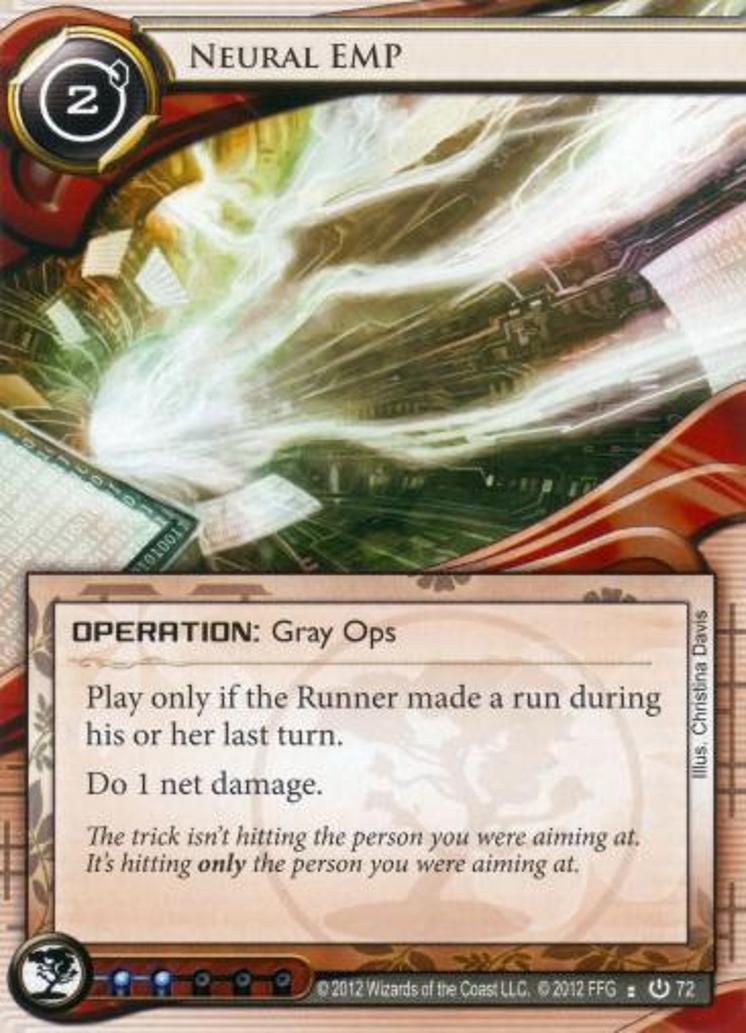 2
Neural EMP
01001
OPERATION: Gray Ops
Play only if the Runner made a run during
his or her last turn.
Do 1 net damage.
The trick isn't hitting the person you were aiming at.
It's hitting only the person you were aiming at.
Illus. Christina Davis
© 2012 Wizards of the Coast LLC. © 2012 FFG 72